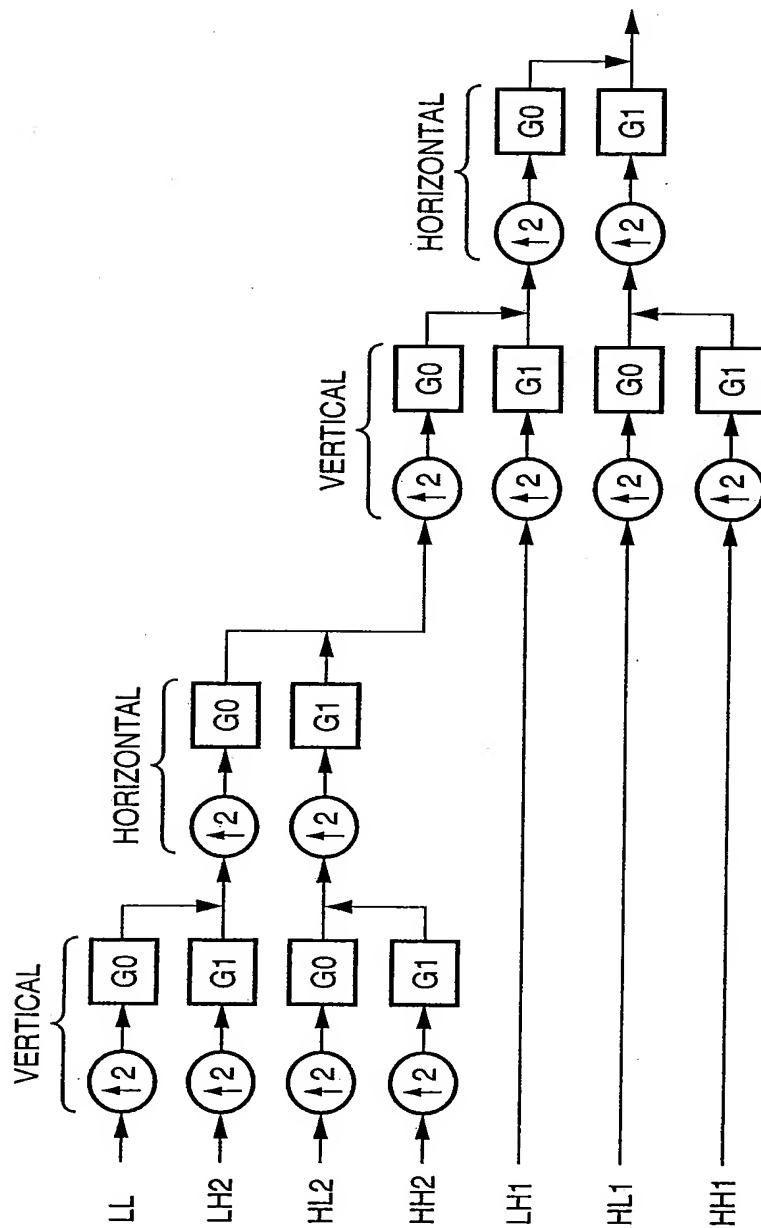 VERTICAL
LL ↑2 G0
HORIZONTAL
LH2 ↑2 G1 ↑2 G0
HL2 ↑2 G0 ↑2 G1
VERTICAL
HH2 ↑2 G1 ↑2 G0
HORIZONTAL
LH1 ↑2 G1 ↑2 G0
HL1 ↑2 G0 ↑2 G1
HH1 ↑2 G1